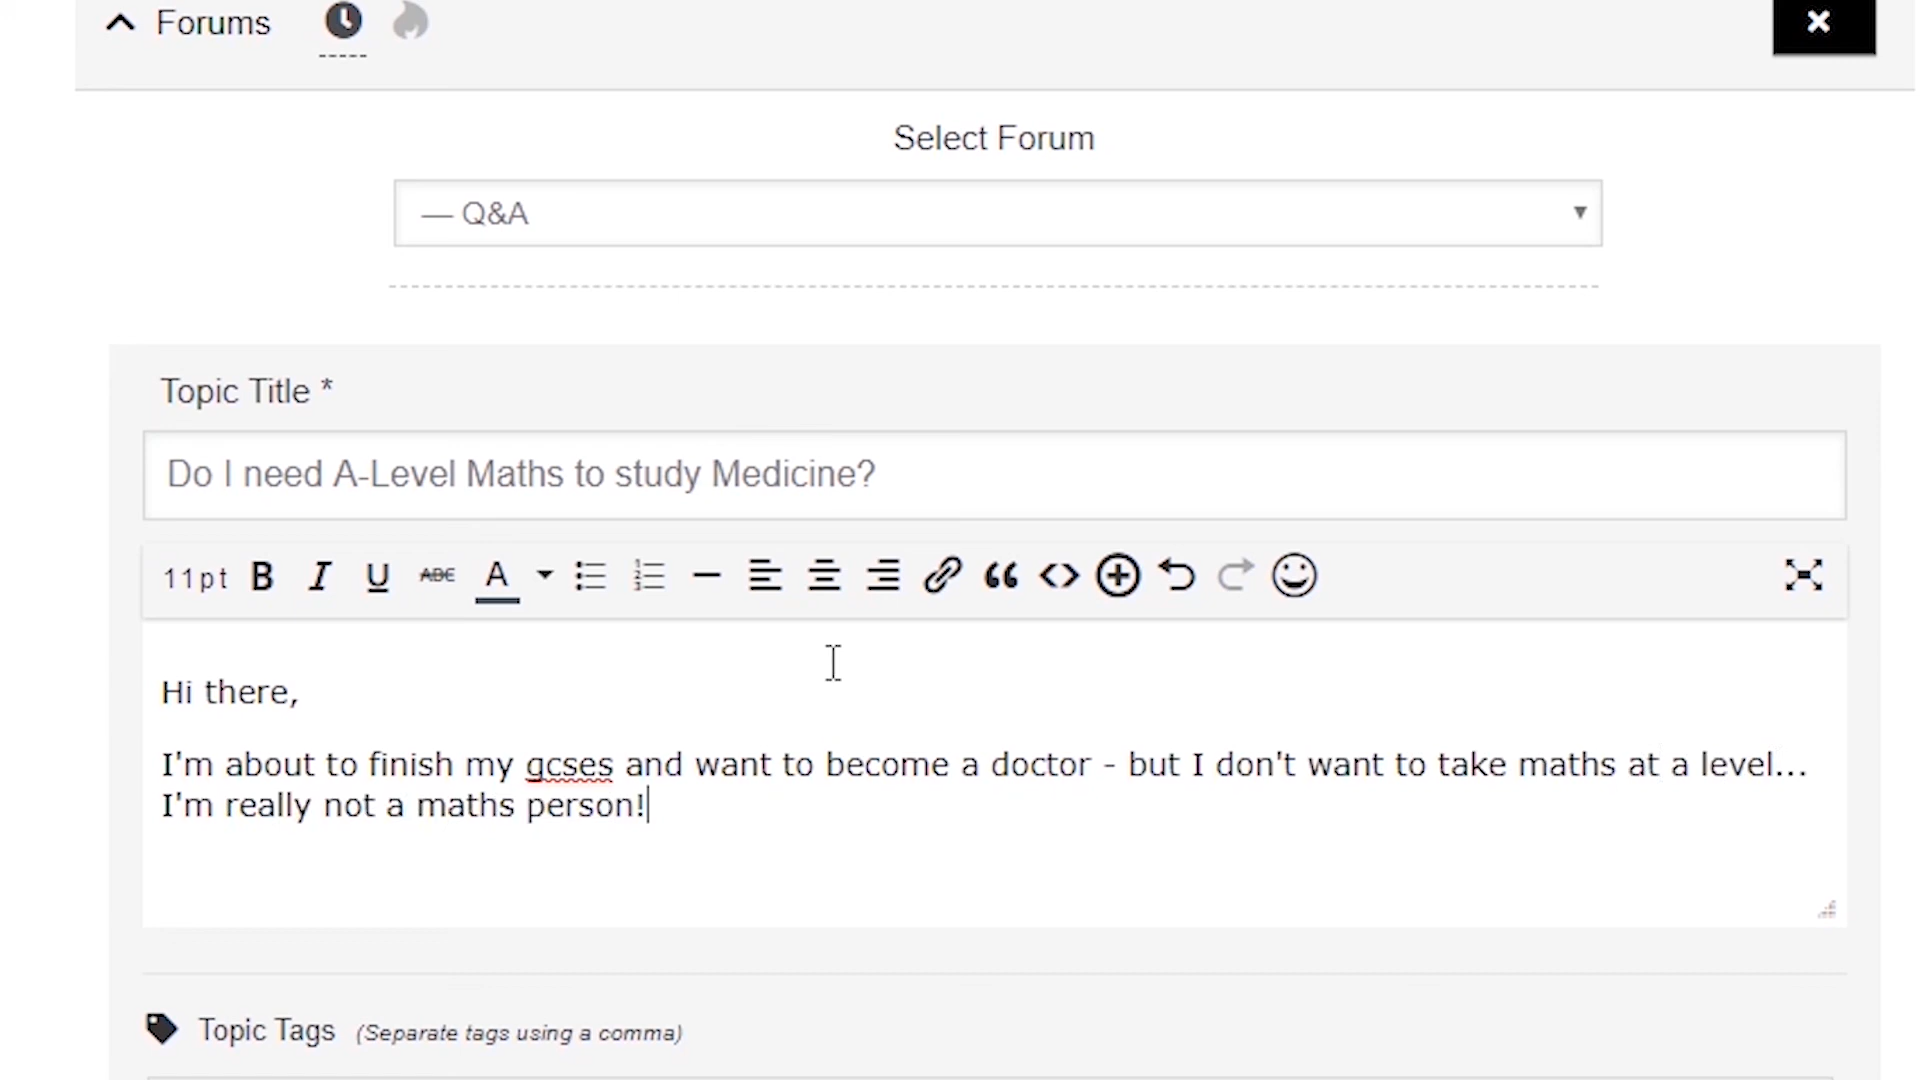 Forums
Select Forum
— Q&A
Topic Title *
Do I need A-Level Maths to study Medicine?
11pt B I U ABC A
Hi there,
I'm about to finish my gcses and want to become a doctor - but I don't want to take maths at a level...
I'm really not a maths person!
Topic Tags (Separate tags using a comma)